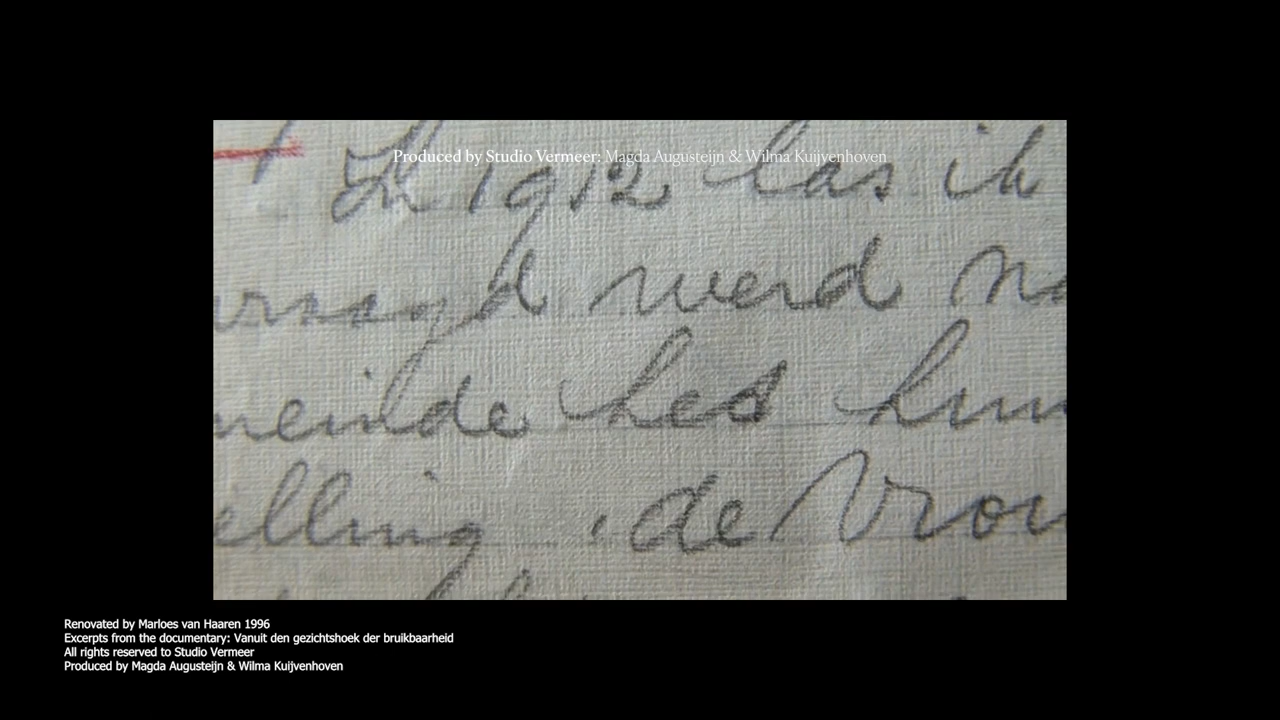 Produced by Studio Vermeer: Magda Augusteijn & Wilma Kuijvenhoven
In 1912 las ik
werd
de
elling de Vrou
Renovated by Marloes van Haaren 1996
Excerpts from the documentary: Vanuit den gezichtshoek der bruikbaarheid
All rights reserved to Studio Vermeer
Produced by Magda Augusteijn & Wilma Kuijvenhoven